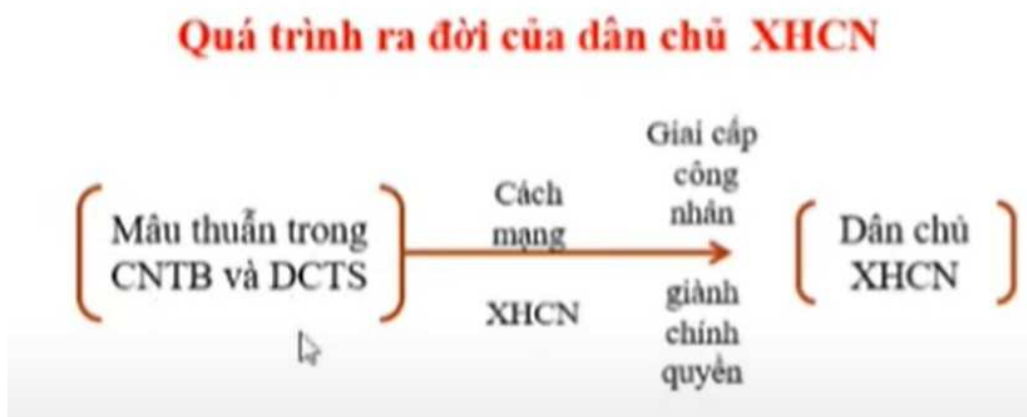 Quá trình ra đời của dân chủ XHCN
Mâu thuẫn trong
CNTB và DCTS
Cách
mạng
XHCN
Giai cấp
công
nhân
giành
chính
quyền
Dân chủ
XHCN